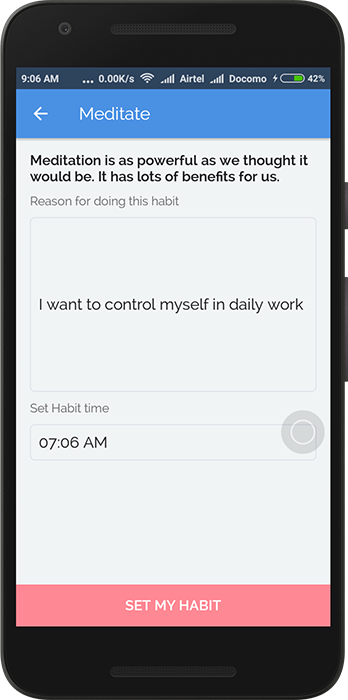 9:06 AM ... 0.00K/s Airtel Docomo 42%
Meditate
Meditation is as powerful as we thought it
would be. It has lots of benefits for us.
Reason for doing this habit
I want to control myself in daily work
Set Habit time
07:06 AM
SET MY HABIT